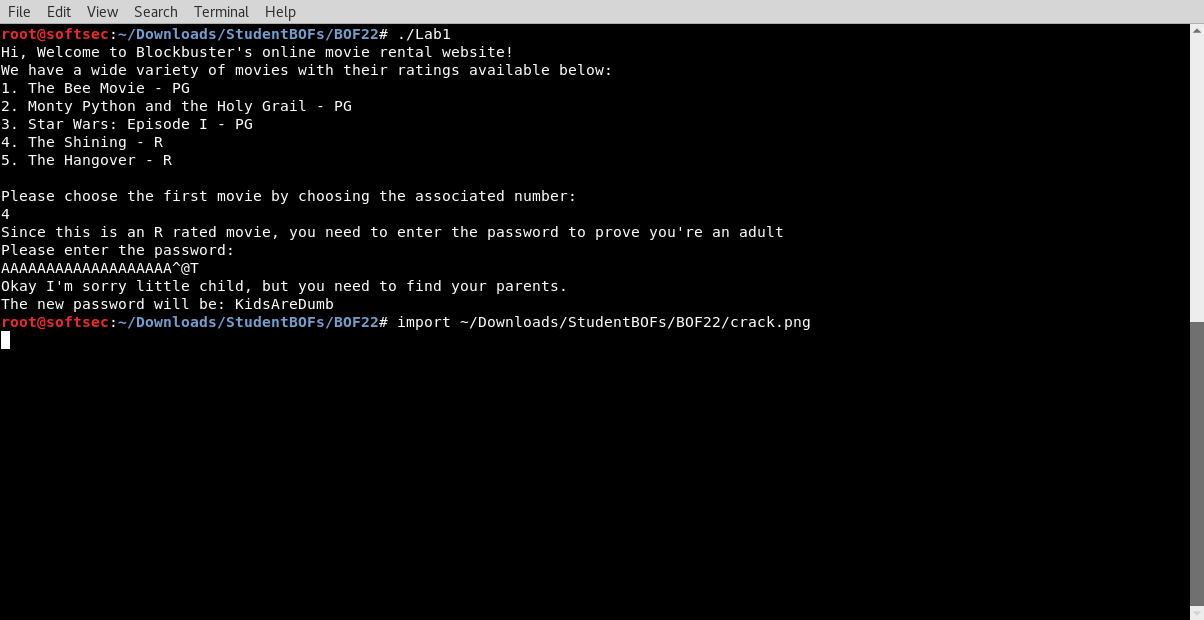 File Edit View Search Terminal Help
root@softsec:~/Downloads/StudentBOFs/BOF22# ./Lab1
Hi, Welcome to Blockbuster's online movie rental website!
We have a wide variety of movies with their ratings available below:
1. The Bee Movie - PG
2. Monty Python and the Holy Grail - PG
3. Star Wars: Episode I - PG
4. The Shining - R
5. The Hangover - R
Please choose the first movie by choosing the associated number:
4
Since this is an R rated movie, you need to enter the password to prove you're an adult
Please enter the password:
AAAAAAAAAAAAAAAAAAA^@T
Okay I'm sorry little child, but you need to find your parents.
The new password will be: KidsAreDumb
root@softsec:~/Downloads/StudentBOFs/BOF22# import ~/Downloads/StudentBOFs/BOF22/crack.png